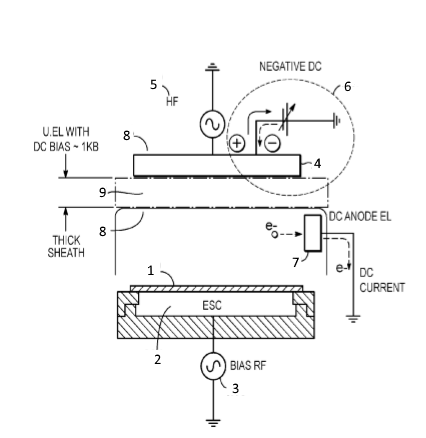 NEGATIVE DC
5
HF
6
U.EL WITH
DC BIAS ~ 1KB
8
+
−
4
9
8
THICK
SHEATH
DC ANODE EL
e-
7
e-
DC
CURRENT
1
ESC
2
BIAS RF
3